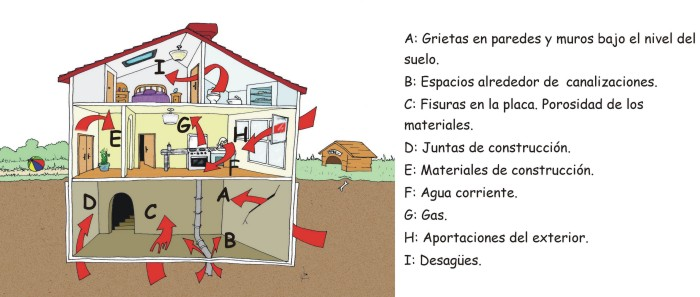 I
E
G
H
F
D
C
A
B
A: Grietas en paredes y muros bajo el nivel del
suelo.
B: Espacios alrededor de canalizaciones.
C: Fisuras en la placa. Porosidad de los
materiales.
D: Juntas de construcción.
E: Materiales de construcción.
F: Agua corriente.
G: Gas.
H: Aportaciones del exterior.
I: Desagües.